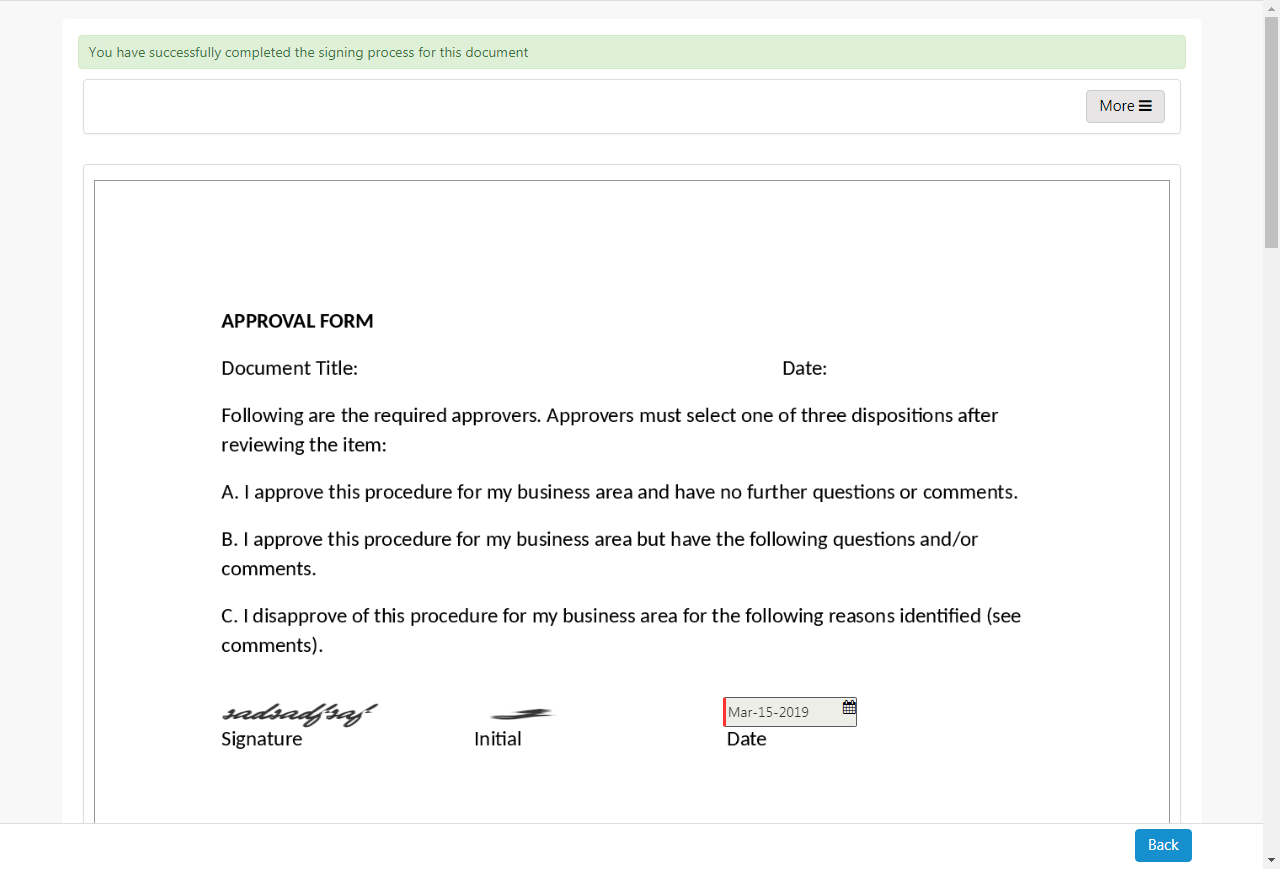 You have successfully completed the signing process for this document
More
APPROVAL FORM
Document Title: Date:
Following are the required approvers. Approvers must select one of three dispositions after
reviewing the item:
A. I approve this procedure for my business area and have no further questions or comments.
B. I approve this procedure for my business area but have the following questions and/or
comments.
C. I disapprove of this procedure for my business area for the following reasons identified (see
comments).
Mar-15-2019
Signature Initial Date
Back